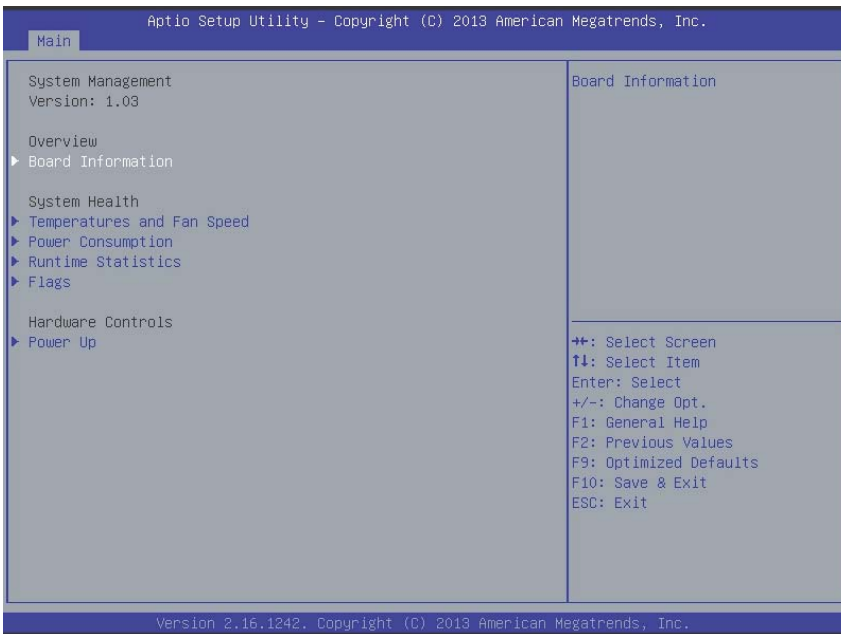 Aptio Setup Utility – Copyright (C) 2013 American Megatrends, Inc.
Main
System Management
Version: 1.03
Overview
Board Information
System Health
Temperatures and Fan Speed
Power Consumption
Runtime Statistics
Flags
Hardware Controls
Power Up
Board Information
→←: Select Screen
↑↓: Select Item
Enter: Select
+/-: Change Opt.
F1: General Help
F2: Previous Values
F9: Optimized Defaults
F10: Save & Exit
ESC: Exit
Version 2.16.1242. Copyright (C) 2013 American Megatrends, Inc.